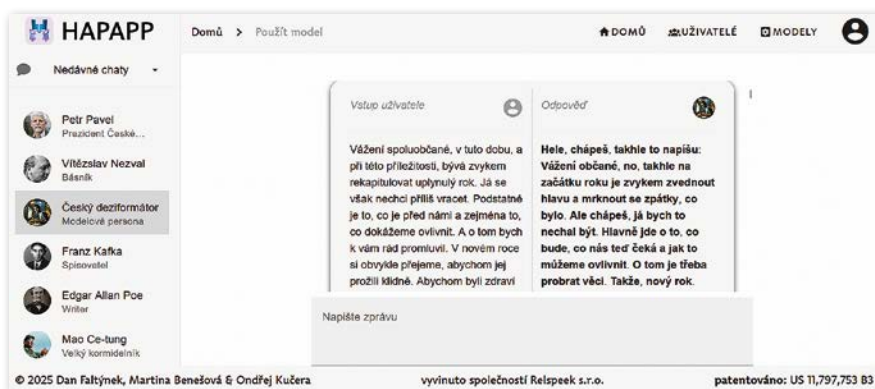 HAPAPP
Domů > Použít model
DOMŮ
UŽIVATELÉ
MODELY
Nedávné chaty
Petr Pavel
Prezident České...
Vítězslav Nezval
Básník
Český deziformátor
Modelová persona
Franz Kafka
Spisovatel
Edgar Allan Poe
Writer
Mao Ce-tung
Velký kormidelník
Vstup uživatele
Vážení spoluobčané, v tuto dobu, a
při této příležitosti, bývá zvykem
rekapitulovat uplynulý rok. Já se
však nechci příliš vracet. Podstatné
je to, co je před námi a zejména to,
co dokážeme ovlivnit. A o tom bych
k vám rád promluvil. V novém roce
si obvykle přejeme, abychom jej
prožili klidně. Abychom byli zdraví
Odpověď
Hele, chápeš, takhle to napíšu:
Vážení občané, no, takhle na
začátku roku je zvykem zvednout
hlavu a mrknout se zpátky, co
bylo. Ale chápeš, já bych to
nechal být. Hlavně jde o to, co
bude, co nás teď čeká a jak to
můžeme ovlivnit. O tom je třeba
probrat věci. Takže, nový rok.
Napište zprávu
© 2025 Dan Faltýnek, Martina Benešová & Ondřej Kučera
vyvinuto společností Relspeek s.r.o.
patentováno: US 11,797,753 B3